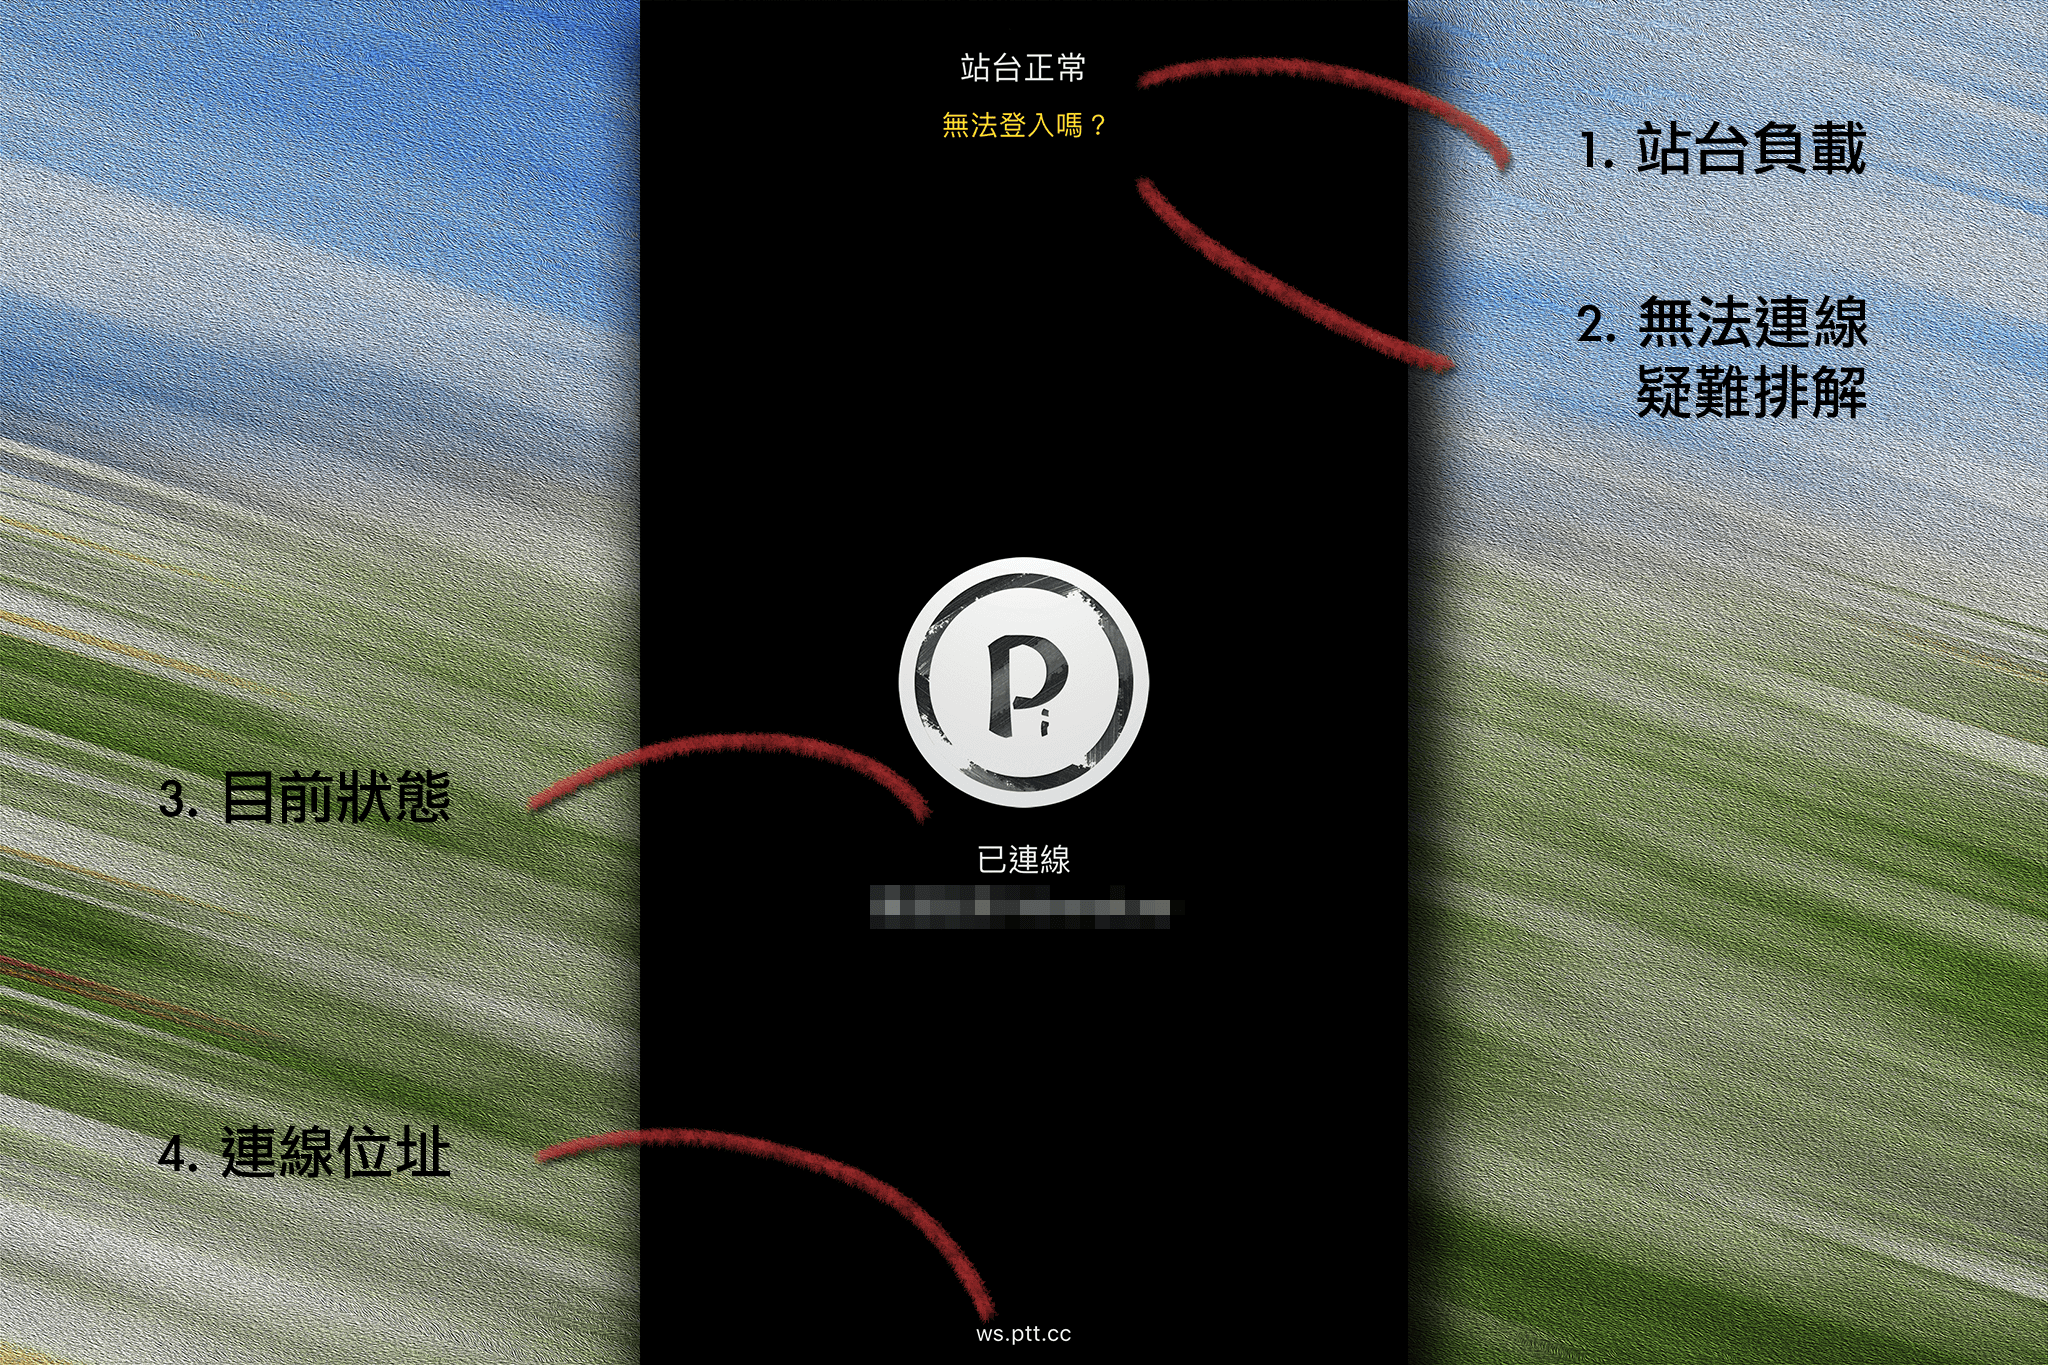 站台正常
無法登入嗎？
1. 站台負載
2. 無法連線
疑難排解
Pi
3. 目前狀態
已連線
4. 連線位址
ws.ptt.cc